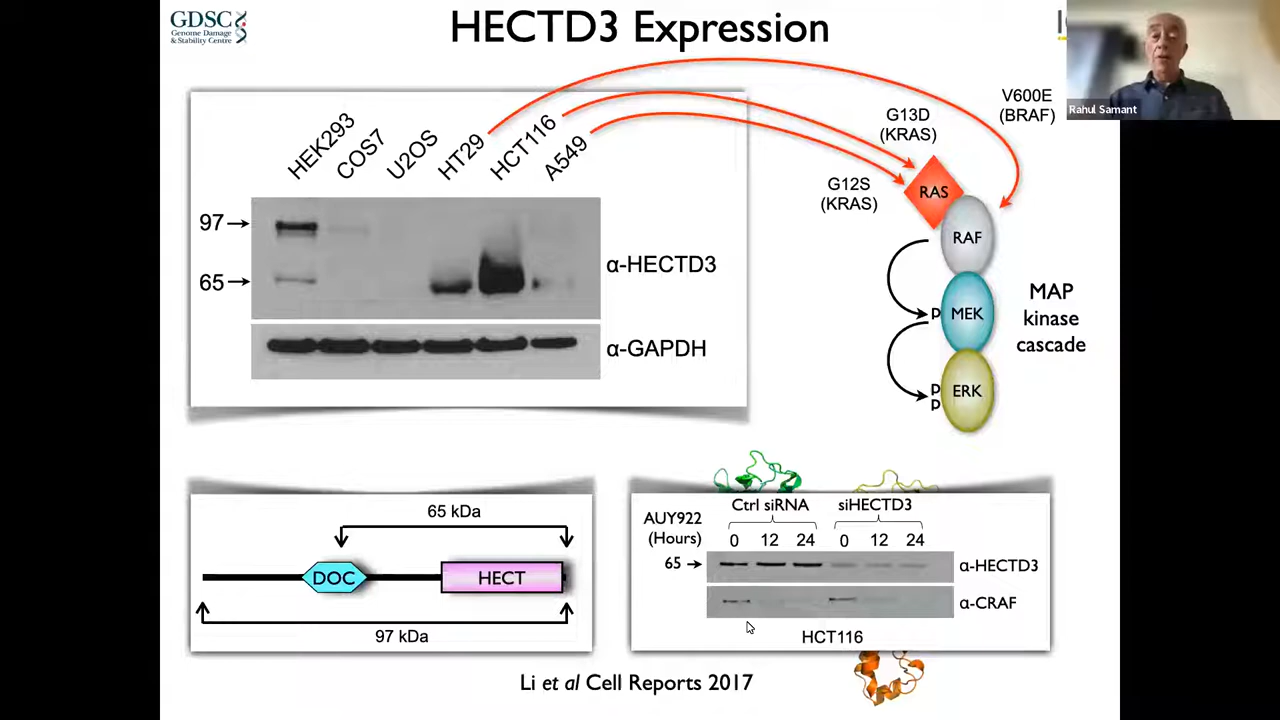 GDSC
Genome Damage
& Stability Centre
HECTD3 Expression
Rahul Samant
HEK293
COS7
U2OS
HT29
HCT116
A549
97
65
α-HECTD3
α-GAPDH
G13D
(KRAS)
V600E
(BRAF)
G12S
(KRAS)
RAS
RAF
P
MEK
P
P
ERK
MAP
kinase
cascade
65 kDa
DOC
HECT
97 kDa
Ctrl siRNA siHECTD3
AUY922
(Hours)
0 12 24 0 12 24
65
α-HECTD3
α-CRAF
HCT116
Li et al Cell Reports 2017